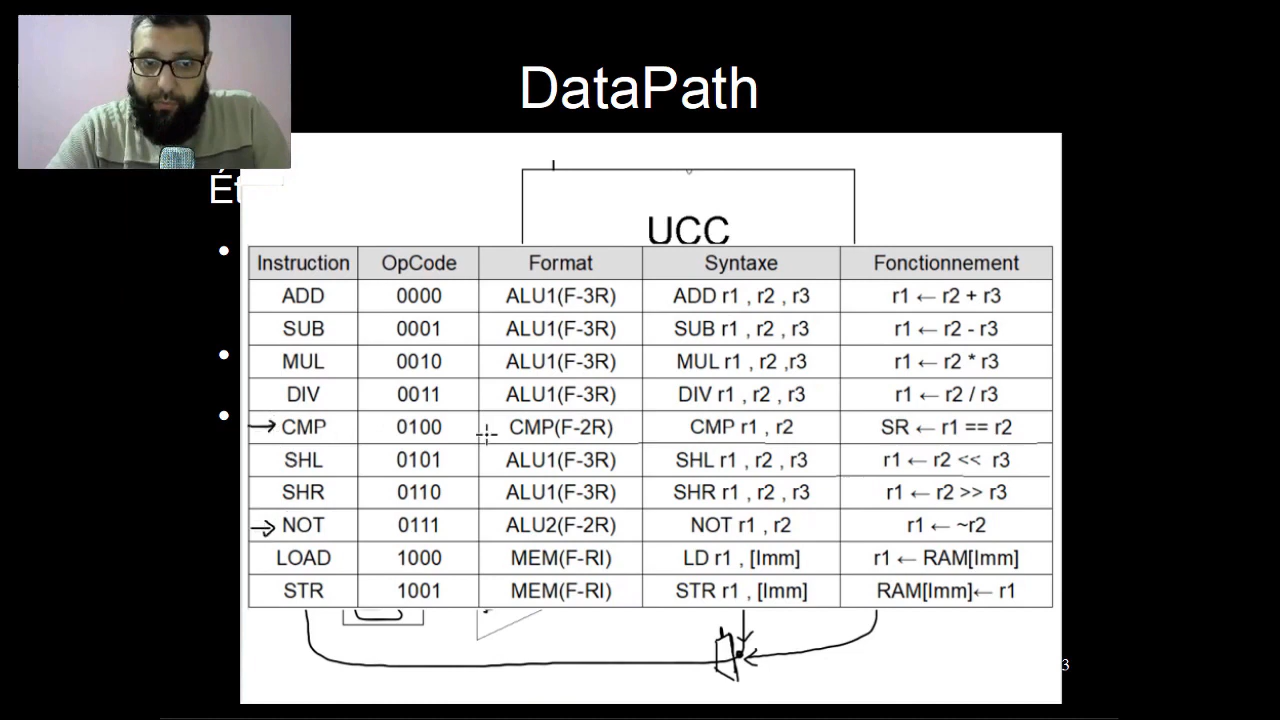 DataPath
Ét
UCC
Instruction OpCode Format Syntaxe Fonctionnement
ADD 0000 ALU1(F-3R) ADD r1 , r2 , r3 r1 ← r2 + r3
SUB 0001 ALU1(F-3R) SUB r1 , r2 , r3 r1 ← r2 - r3
MUL 0010 ALU1(F-3R) MUL r1 , r2 ,r3 r1 ← r2 * r3
DIV 0011 ALU1(F-3R) DIV r1 , r2 , r3 r1 ← r2 / r3
CMP 0100 CMP(F-2R) CMP r1 , r2 SR ← r1 == r2
SHL 0101 ALU1(F-3R) SHL r1 , r2 , r3 r1 ← r2 << r3
SHR 0110 ALU1(F-3R) SHR r1 , r2 , r3 r1 ← r2 >> r3
NOT 0111 ALU2(F-2R) NOT r1 , r2 r1 ← ~r2
LOAD 1000 MEM(F-RI) LD r1 , [Imm] r1 ← RAM[Imm]
STR 1001 MEM(F-RI) STR r1 , [Imm] RAM[Imm]← r1
3